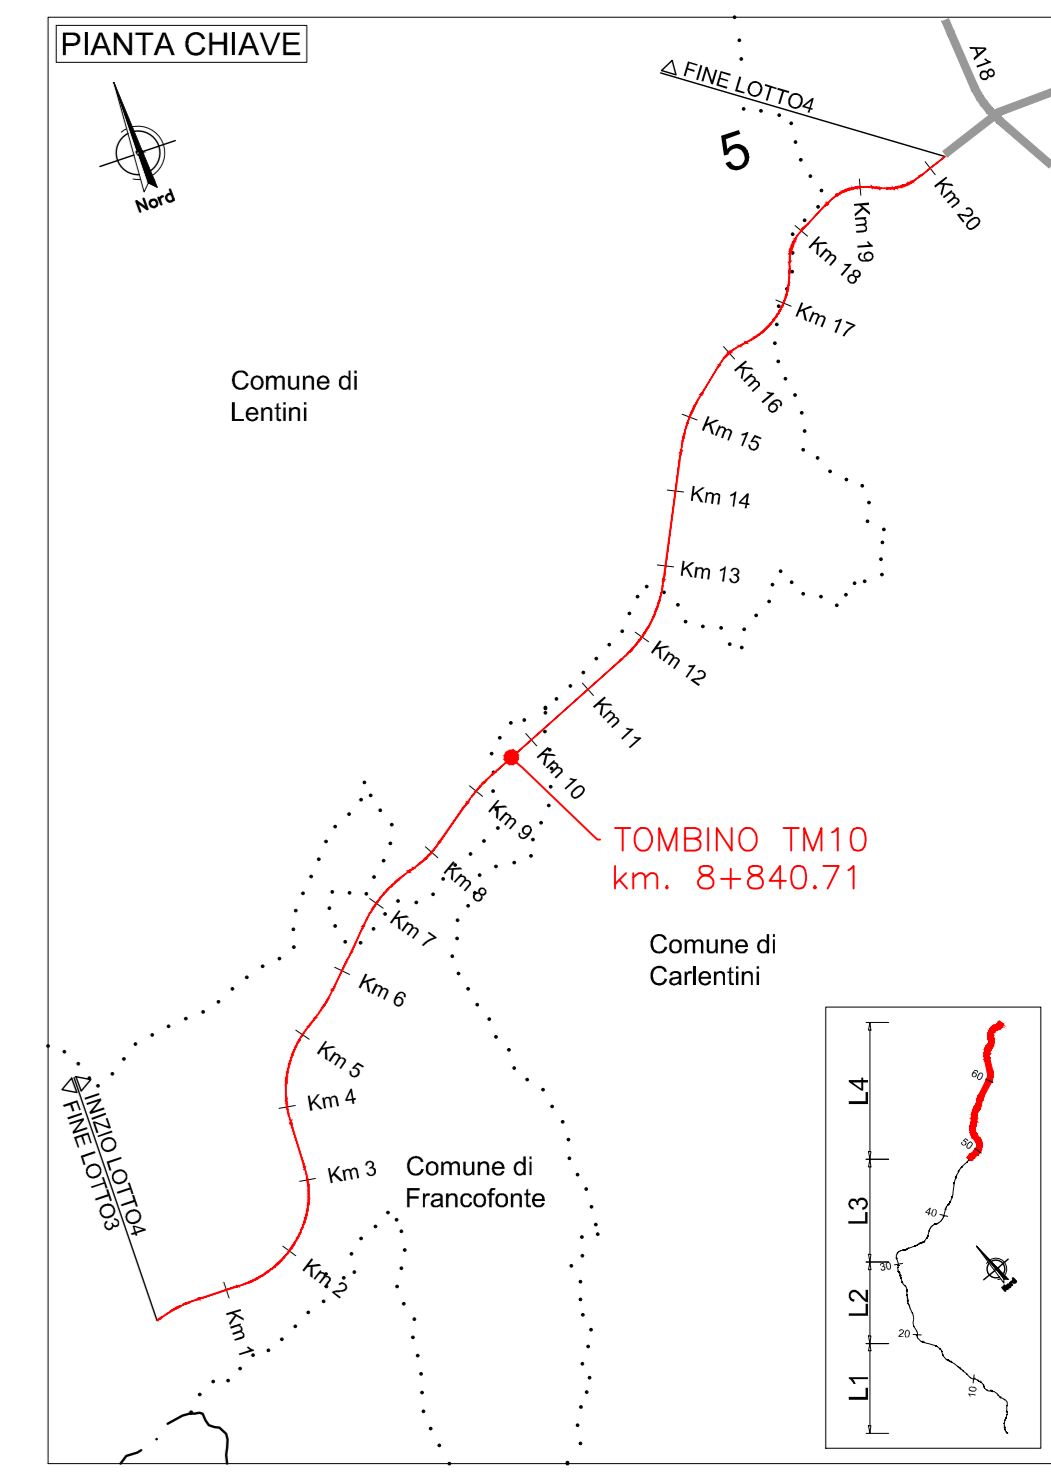 PIANTA CHIAVE
Nord
FINE LOTTO4
A18
5
Km 20
Km 19
Km 18
Km 17
Comune di
Lentini
Km 16
Km 15
Km 14
Km 13
Km 12
Km 11
Km 10
Km 9
TOMBINO TM10
km. 8+840.71
Km 8
Km 7
Comune di
Carlentini
Km 6
Km 5
Km 4
INIZIO LOTTO4
FINE LOTTO3
Km 3
Comune di
Francofonte
Km 2
Km 1
L4
60
50
L3
40
30
L2
20
L1
10